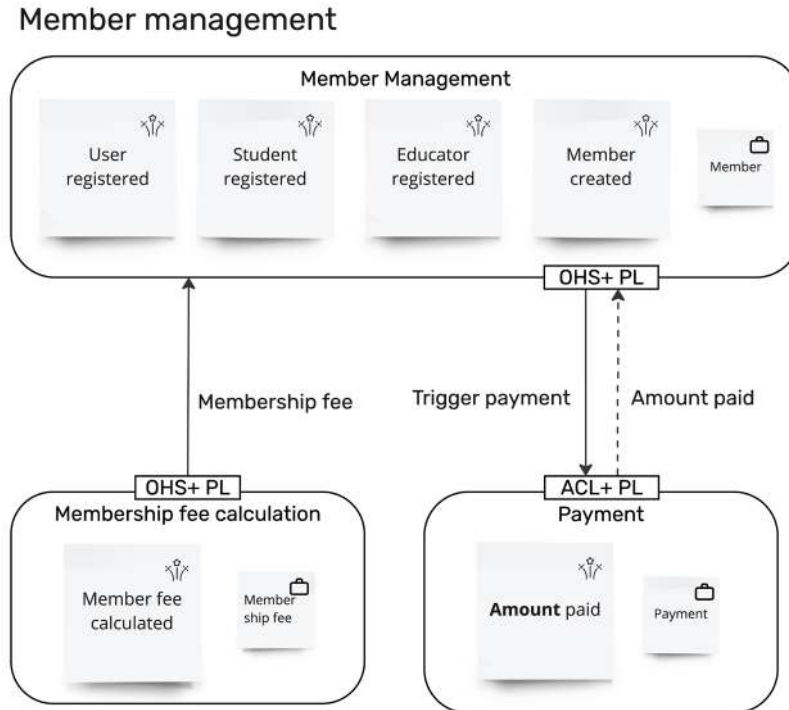 Member management
Member Management
User
registered
Student
registered
Educator
registered
Member
created
Member
OHS+ PL
Membership fee
Trigger payment
Amount paid
OHS+ PL
ACL+ PL
Membership fee calculation
Payment
Member fee
calculated
Member
ship fee
Amount paid
Payment